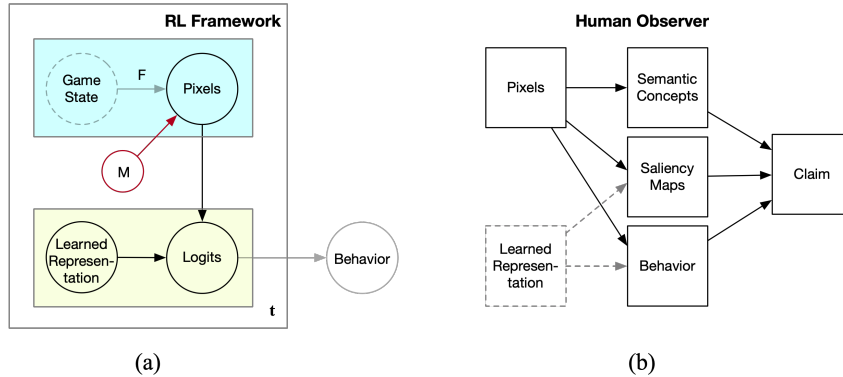 RL Framework
Game
State
F
Pixels
M
Learned
Represen-
tation
Logits
Behavior
t
(a)
Human Observer
Pixels
Semantic
Concepts
Saliency
Maps
Claim
Learned
Represen-
tation
Behavior
(b)